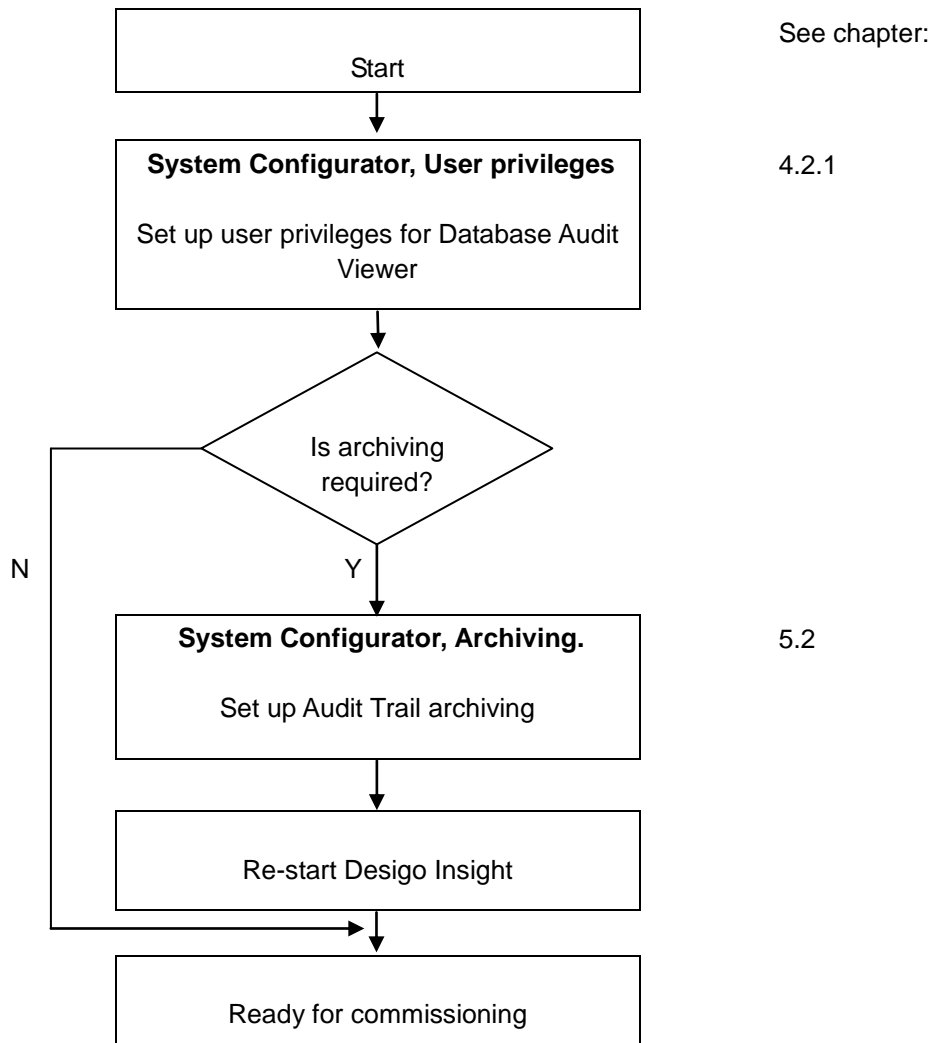 See chapter:
Start
System Configurator, User privileges
4.2.1
Set up user privileges for Database Audit
Viewer
Is archiving
required?
N
Y
System Configurator, Archiving.
5.2
Set up Audit Trail archiving
Re-start Desigo Insight
Ready for commissioning